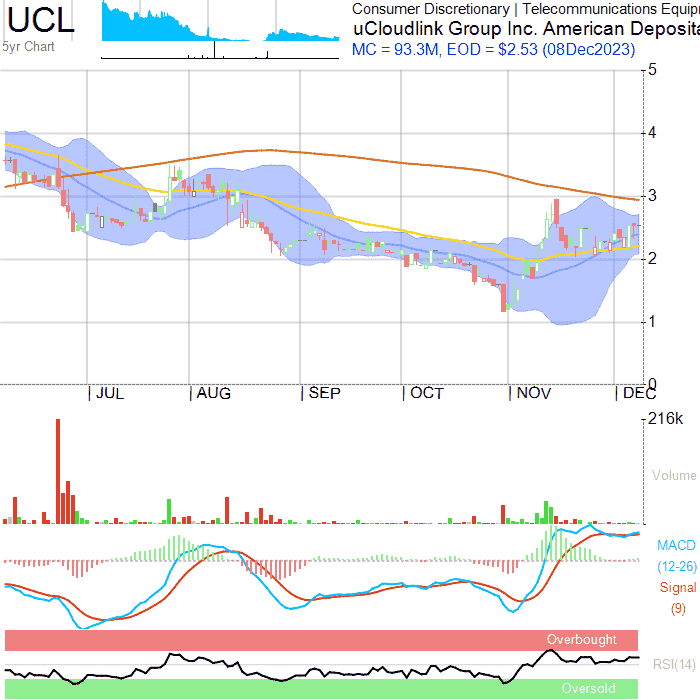 UCL
5yr Chart
Consumer Discretionary | Telecommunications Equip
uCloudlink Group Inc. American Deposita
MC = 93.3M, EOD = $2.53 (08Dec2023)
5
4
3
2
1
0
| JUL | AUG | SEP | OCT | NOV | DEC
216k
Volume
MACD
(12-26)
Signal
(9)
Overbought
RSI(14)
Oversold